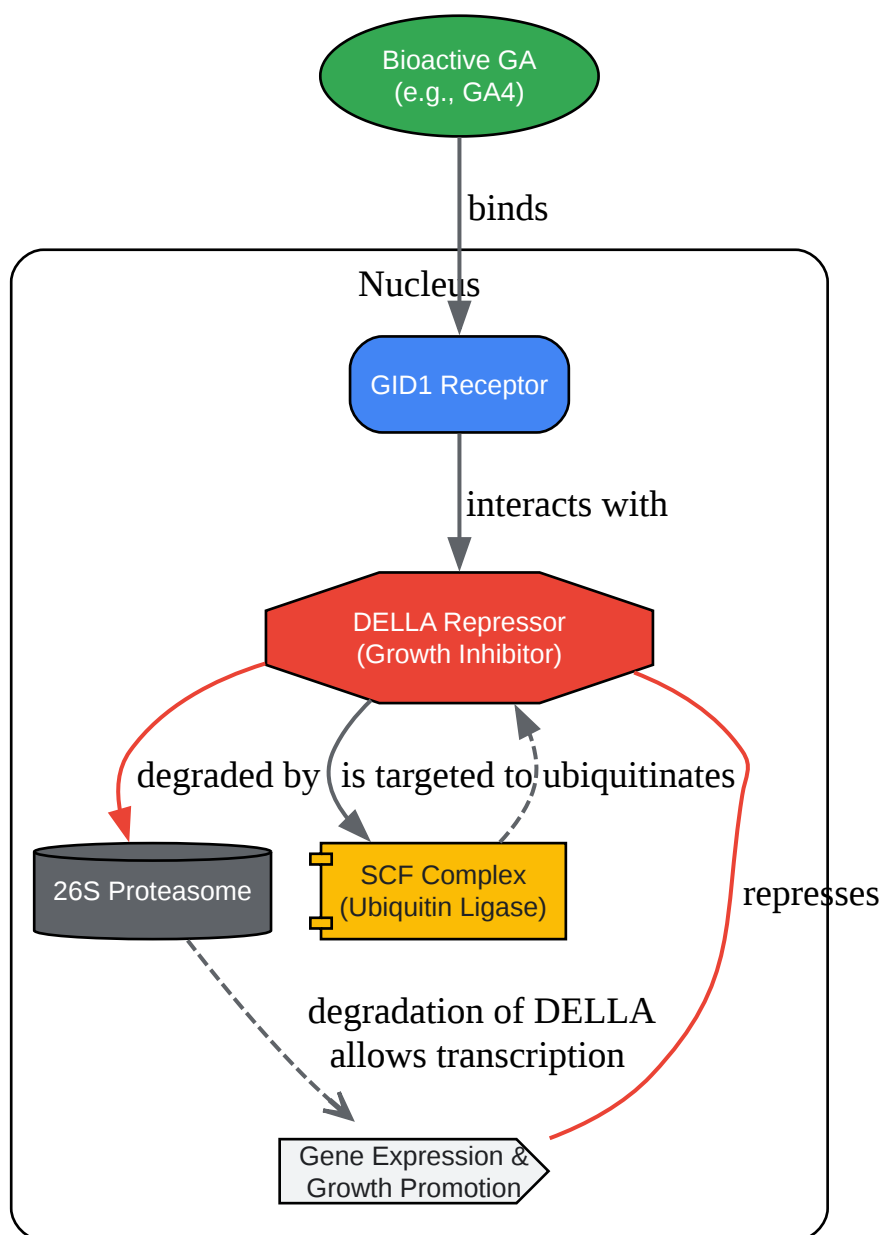 Bioactive GA
(e.g., GA4)
binds
Nucleus
GID1 Receptor
interacts with
DELLA Repressor
(Growth Inhibitor)
degraded by
is targeted to
ubiquitinates
26S Proteasome
SCF Complex
(Ubiquitin Ligase)
represses
degradation of DELLA
allows transcription
Gene Expression &
Growth Promotion